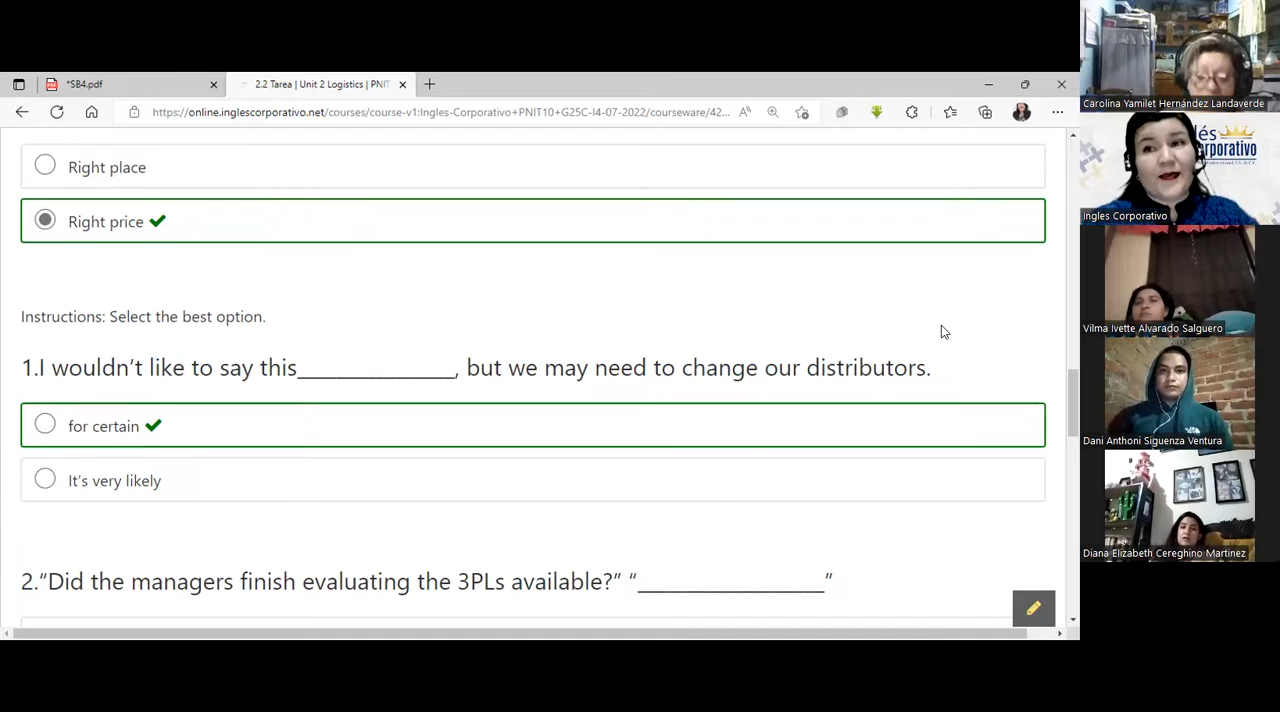 *SB4.pdf
2.2 Tarea | Unit 2 Logistics | PNIT
https://online.inglescorporativo.net/courses/course-v1:Ingles-Corporativo+PNIT10+G25C-I4-07-2022/courseware/42...
Right place
Right price
Instructions: Select the best option.
1.I wouldn’t like to say this________________, but we may need to change our distributors.
for certain
It’s very likely
2.“Did the managers finish evaluating the 3PLs available?” “___________________”
Carolina Yamilet Hernández Landaverde
lés
rporativo
Ingles Corporativo
Vilma Ivette Alvarado Salguero
Dani Anthoni Siguenza Ventura
Diana Elizabeth Cereghino Martinez